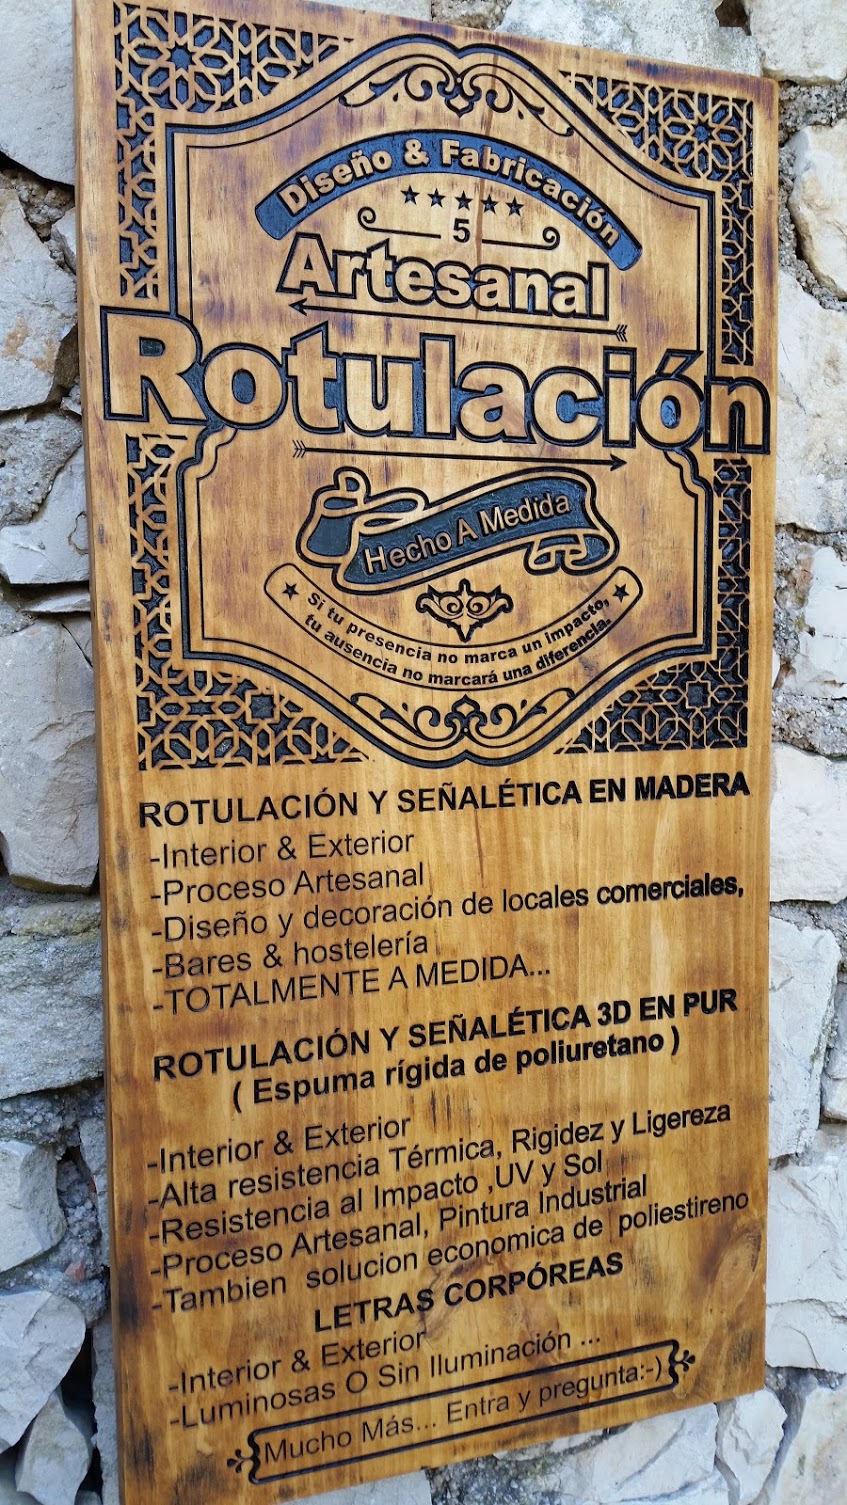 Diseño & Fabricación
5
Artesanal
Rotulación
Hecho A Medida
Si tu presencia no marca un impacto,
tu ausencia no marcará una diferencia.
ROTULACIÓN Y SEÑALÉTICA EN MADERA
-Interior & Exterior
-Proceso Artesanal
-Diseño y decoración de locales comerciales,
-Bares & hostelería
-TOTALMENTE A MEDIDA...
ROTULACIÓN Y SEÑALÉTICA 3D EN PUR
( Espuma rígida de poliuretano )
-Interior & Exterior
-Alta resistencia Térmica, Rigidez y Ligereza
-Resistencia al Impacto ,UV y Sol
-Proceso Artesanal, Pintura Industrial
-Tambien solucion economica de poliestireno
LETRAS CORPÓREAS
-Interior & Exterior
-Luminosas O Sin Iluminación ...
Mucho Más... Entra y pregunta:-)